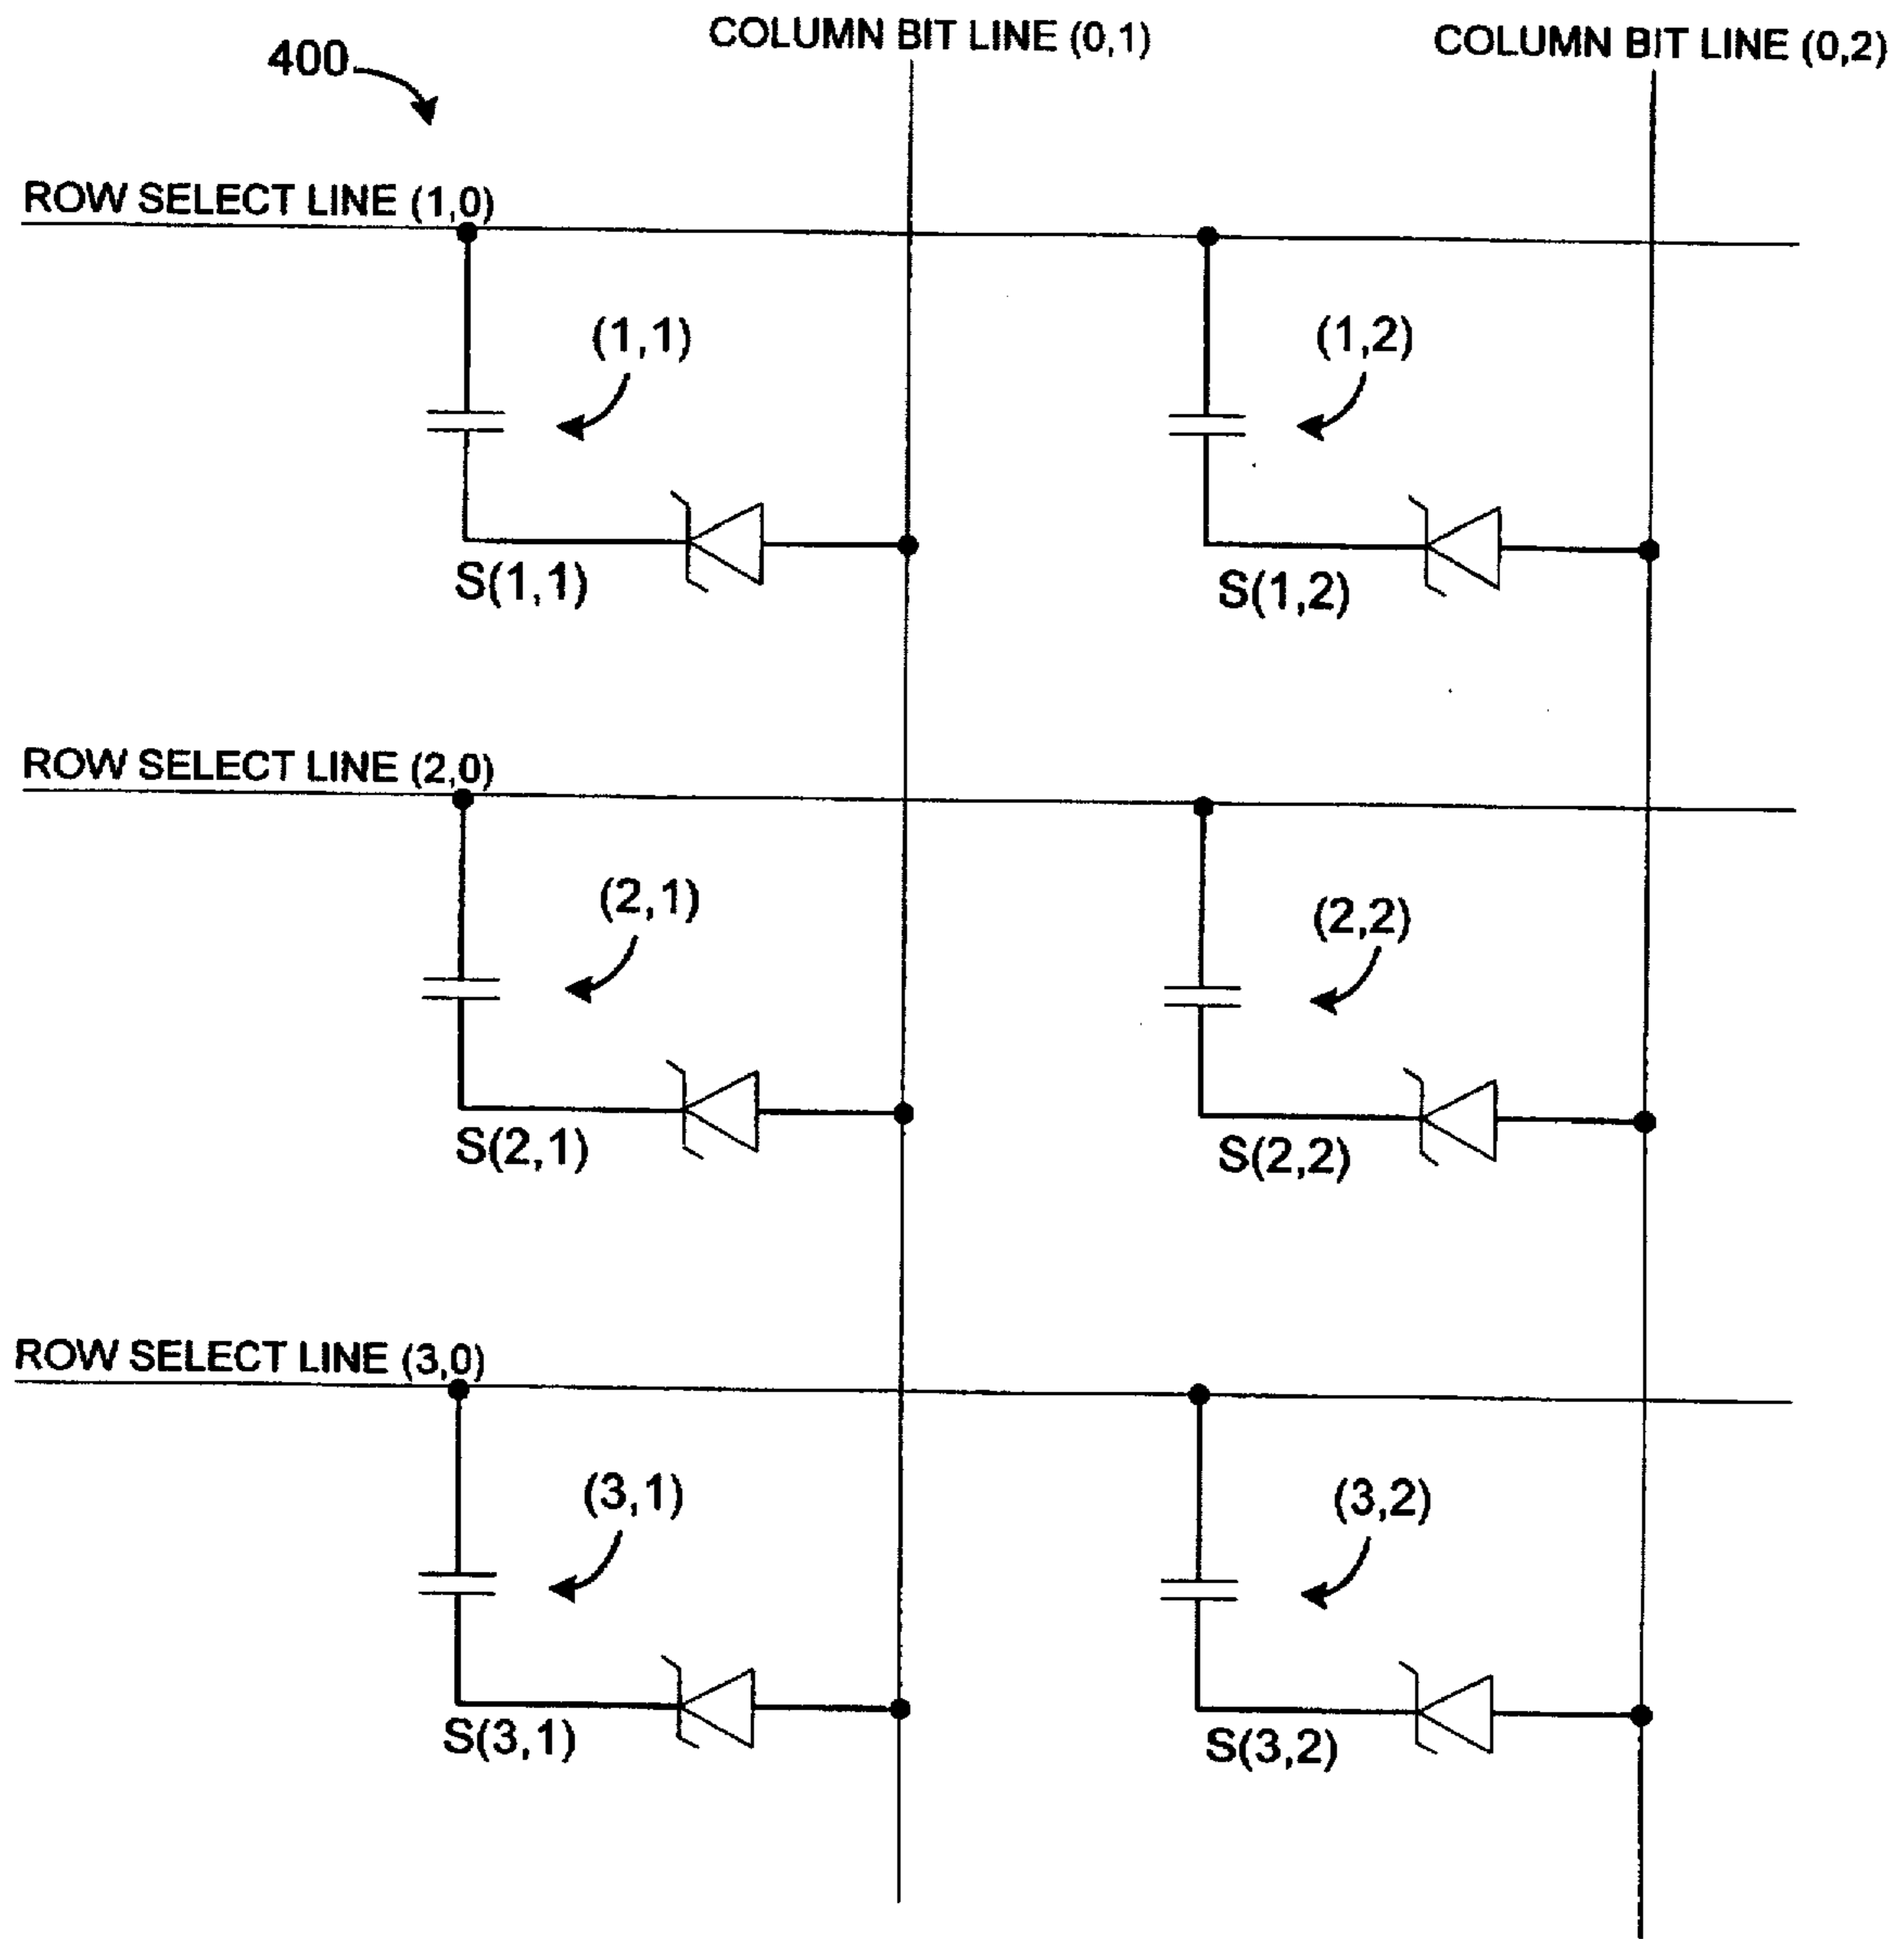 400
COLUMN BIT LINE (0,1)
COLUMN BIT LINE (0,2)
ROW SELECT LINE (1,0)
(1,1)
(1,2)
S(1,1)
S(1,2)
ROW SELECT LINE (2,0)
(2,1)
(2,2)
S(2,1)
S(2,2)
ROW SELECT LINE (3,0)
(3,1)
(3,2)
S(3,1)
S(3,2)